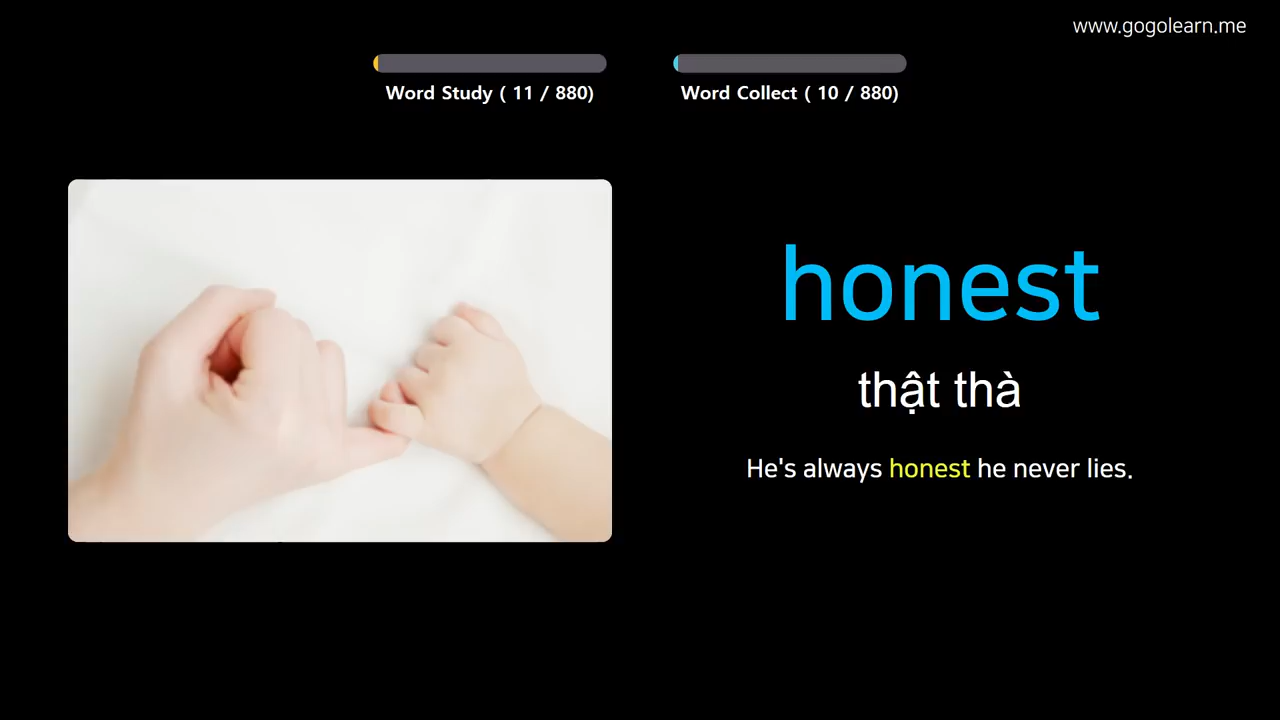 www.gogolearn.me
Word Study ( 11 / 880)
Word Collect ( 10 / 880)
honest
thật thà
He's always honest he never lies.